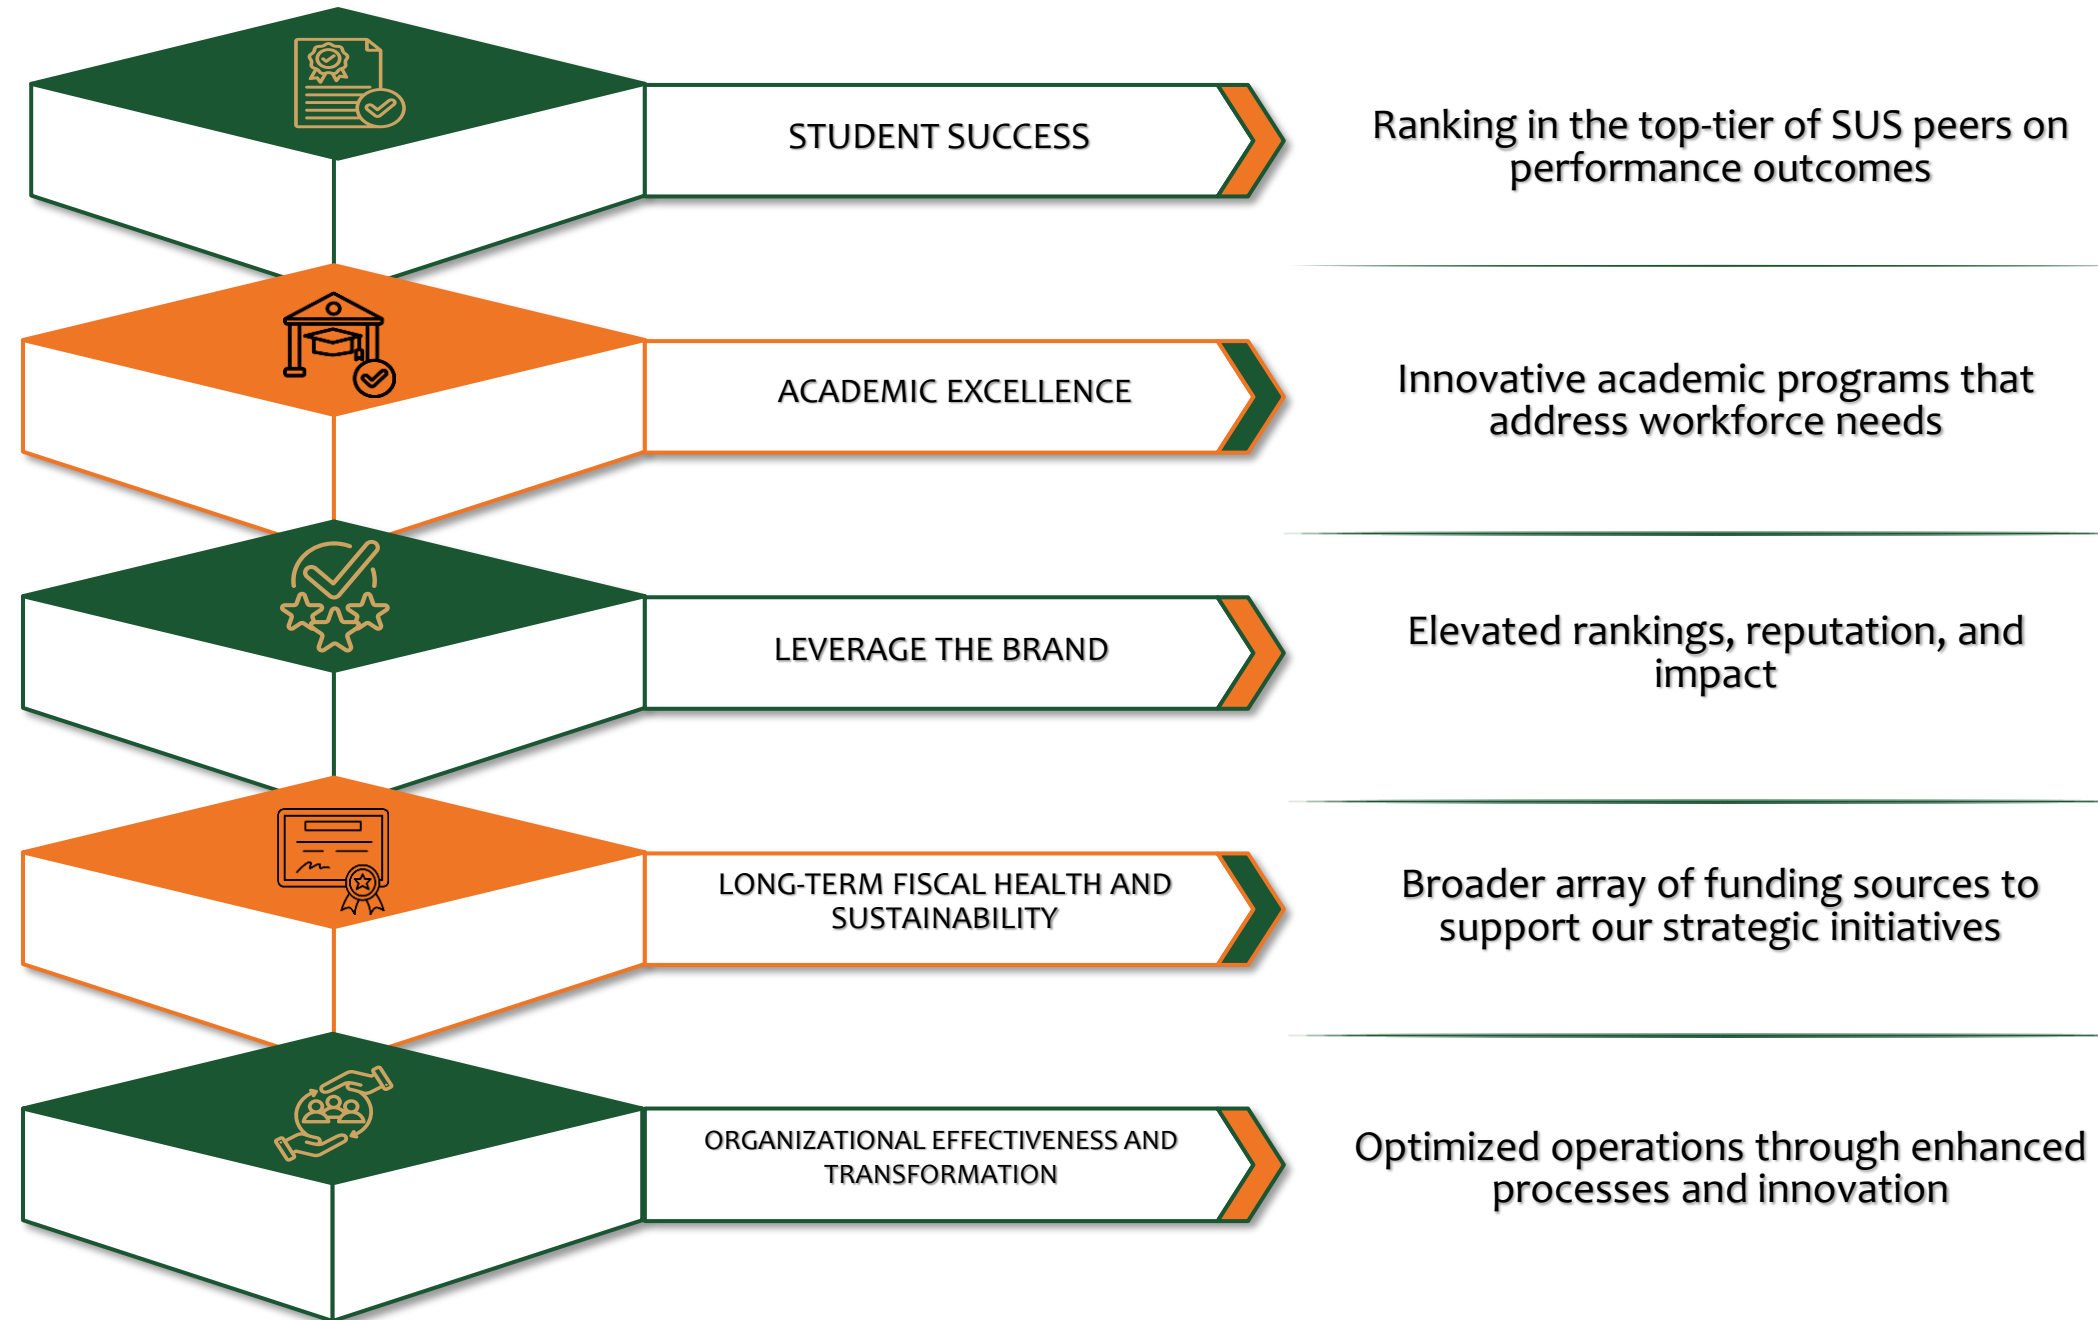 STUDENT SUCCESS
Ranking in the top-tier of SUS peers on
performance outcomes
ACADEMIC EXCELLENCE
Innovative academic programs that
address workforce needs
LEVERAGE THE BRAND
Elevated rankings, reputation, and
impact
LONG-TERM FISCAL HEALTH AND
SUSTAINABILITY
Broader array of funding sources to
support our strategic initiatives
ORGANIZATIONAL EFFECTIVENESS AND
TRANSFORMATION
Optimized operations through enhanced
processes and innovation